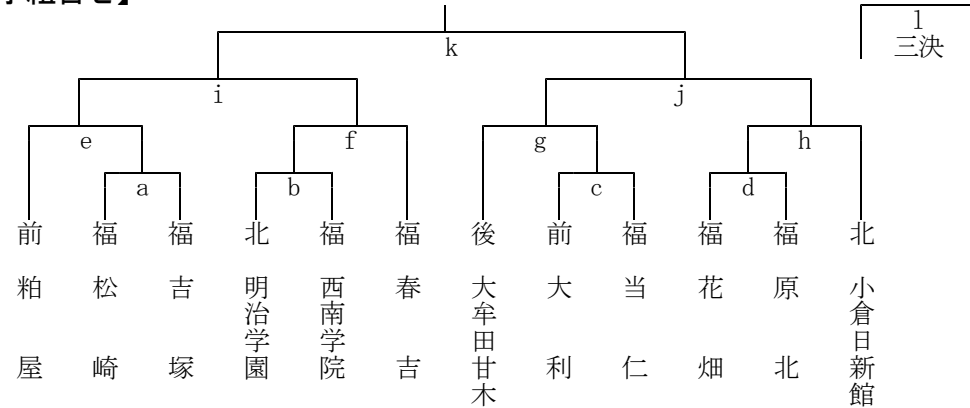 組合せ】
l
三決
k
i
j
e
f
g
h
a
b
c
d
前 福 福 北 福 福 後 前 福 福 福 北
粕屋
松崎
吉塚
明治学園
西南学院
春吉
大牟田甘木
大利
当仁
花畑
原北
小倉日新館